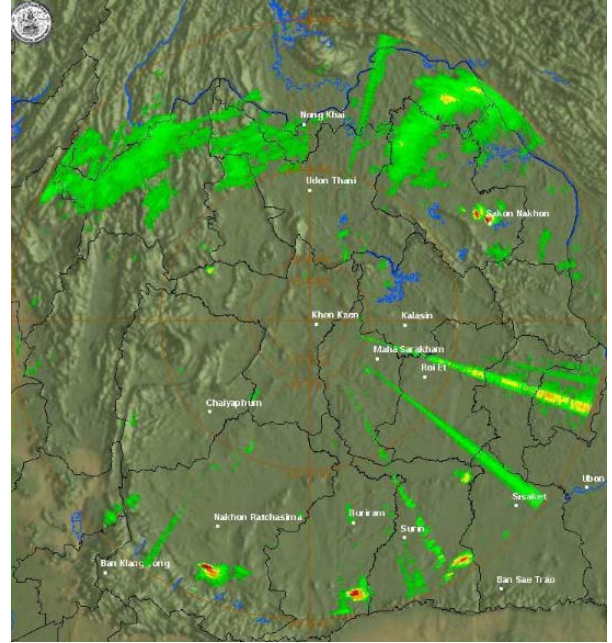 Nong Khai
Udon Thani
Sakon Nakhon
Khon Kaen
Kalasin
Maha Sarakham
Roi Et
Chaiyaphum
Ubon
Sisaket
Nakhon Ratchasima
Buriram
Surin
Ban Klang
Ban Sae Trao